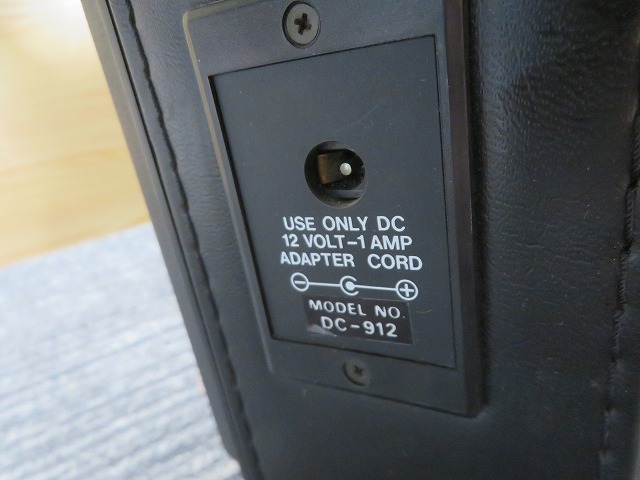 USE ONLY DC
12 VOLT-1 AMP
ADAPTER CORD
MODEL NO.
DC-912